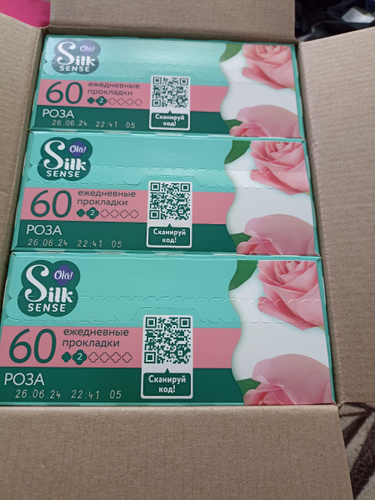 Ola!
Silk
SENSE
60 ежедневные
прокладки
2
РОЗА
Сканируй
код!
26.06.24 22:41 05
Ola!
Silk
SENSE
60 ежедневные
прокладки
2
РОЗА
Сканируй
код!
26.06.24 22:41 05
Ola!
Silk
SENSE
60 ежедневные
прокладки
2
РОЗА
Сканируй
код!
26.06.24 22:41 05